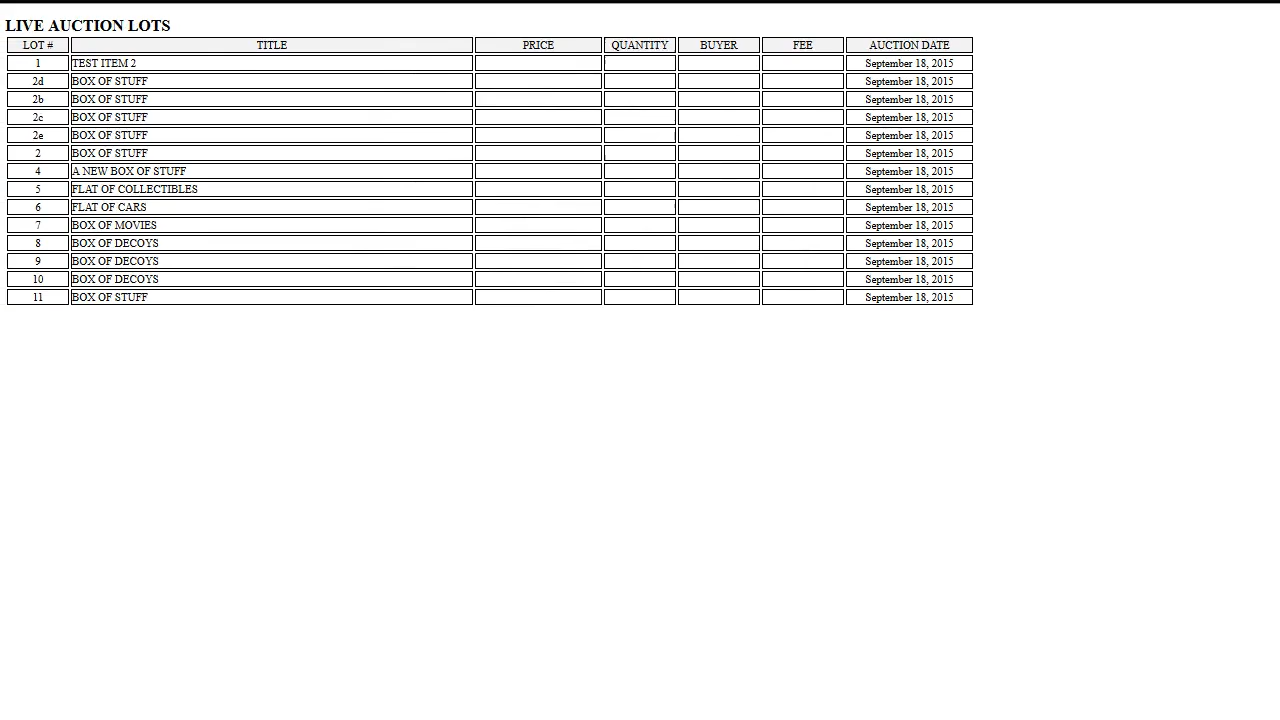 LIVE AUCTION LOTS
LOT # TITLE PRICE QUANTITY BUYER FEE AUCTION DATE
1 TEST ITEM 2 September 18, 2015
2d BOX OF STUFF September 18, 2015
2b BOX OF STUFF September 18, 2015
2c BOX OF STUFF September 18, 2015
2e BOX OF STUFF September 18, 2015
2 BOX OF STUFF September 18, 2015
4 A NEW BOX OF STUFF September 18, 2015
5 FLAT OF COLLECTIBLES September 18, 2015
6 FLAT OF CARS September 18, 2015
7 BOX OF MOVIES September 18, 2015
8 BOX OF DECOYS September 18, 2015
9 BOX OF DECOYS September 18, 2015
10 BOX OF DECOYS September 18, 2015
11 BOX OF STUFF September 18, 2015